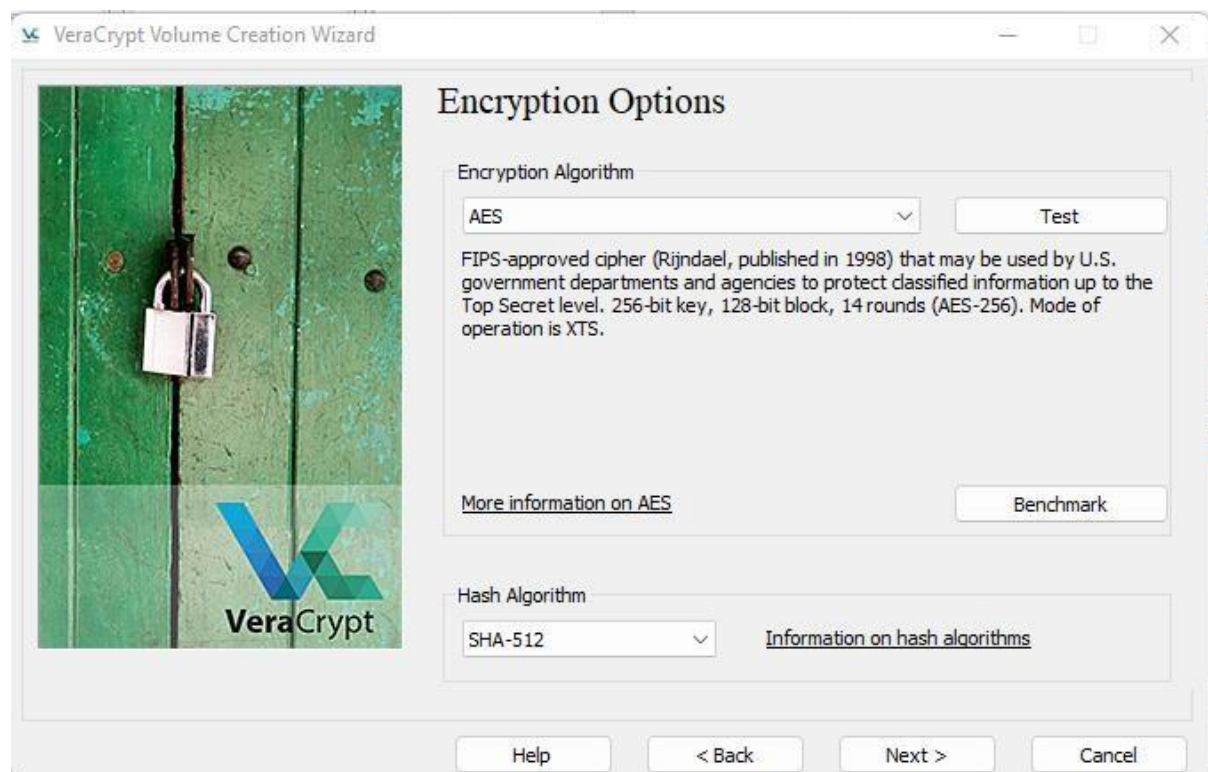 VeraCrypt Volume Creation Wizard
Encryption Options
Encryption Algorithm
AES
Test
FIPS-approved cipher (Rijndael, published in 1998) that may be used by U.S.
government departments and agencies to protect classified information up to the
Top Secret level. 256-bit key, 128-bit block, 14 rounds (AES-256). Mode of
operation is XTS.
More information on AES
Benchmark
VeraCrypt
Hash Algorithm
SHA-512
Information on hash algorithms
Help
< Back
Next >
Cancel